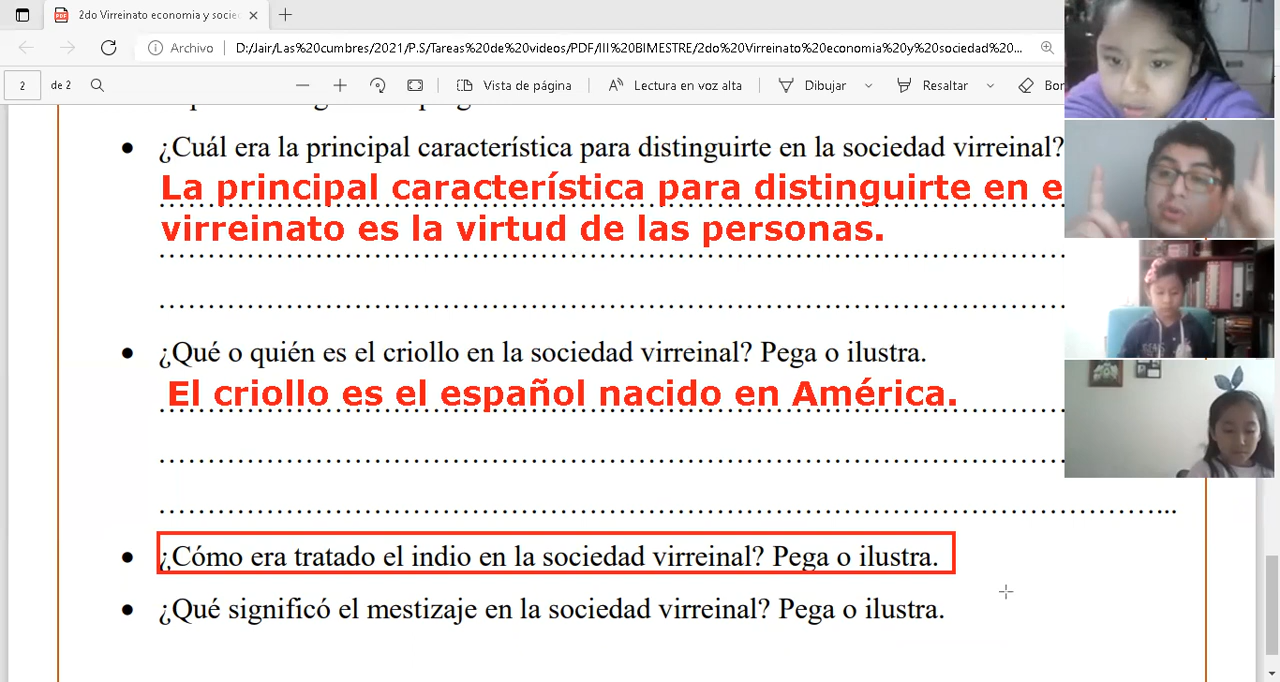 2do Virreinato economia y socie
Archivo
D:/Jair/Las%20cumbres/2021/P.S/Tareas%20de%20videos/PDF/III%20BIMESTRE/2do%20Virreinato%20economia%20y%20sociedad%20...
2 de 2
Vista de página
Lectura en voz alta
Dibujar
Resaltar
Bor
• ¿Cuál era la principal característica para distinguirte en la sociedad virreinal?
La principal característica para distinguirte en e
virreinato es la virtud de las personas.
• ¿Qué o quién es el criollo en la sociedad virreinal? Pega o ilustra.
El criollo es el español nacido en América.
• ¿Cómo era tratado el indio en la sociedad virreinal? Pega o ilustra.
• ¿Qué significó el mestizaje en la sociedad virreinal? Pega o ilustra.